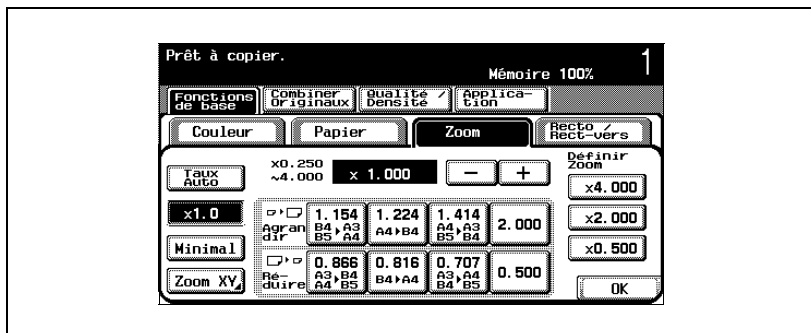 Prêt à copier.
Mémoire 100% 1
Fonctions de base
Combiner Originaux
Qualité / Densité
Applica-tion
Couleur
Papier
Zoom
Recto / Rect-vers
Taux Auto
x0.250 ~4.000
x 1.000
− +
Définir Zoom
x4.000
x1.0
Agran dir
1.154 B4▸A3 B5▸A4
1.224 A4▸B4
1.414 A4▸A3 B5▸B4
2.000
x2.000
Minimal
Ré-duire
0.866 A3▸B4 A4▸B5
0.816 B4▸A4
0.707 A3▸A4 B4▸B5
0.500
x0.500
Zoom XY
OK